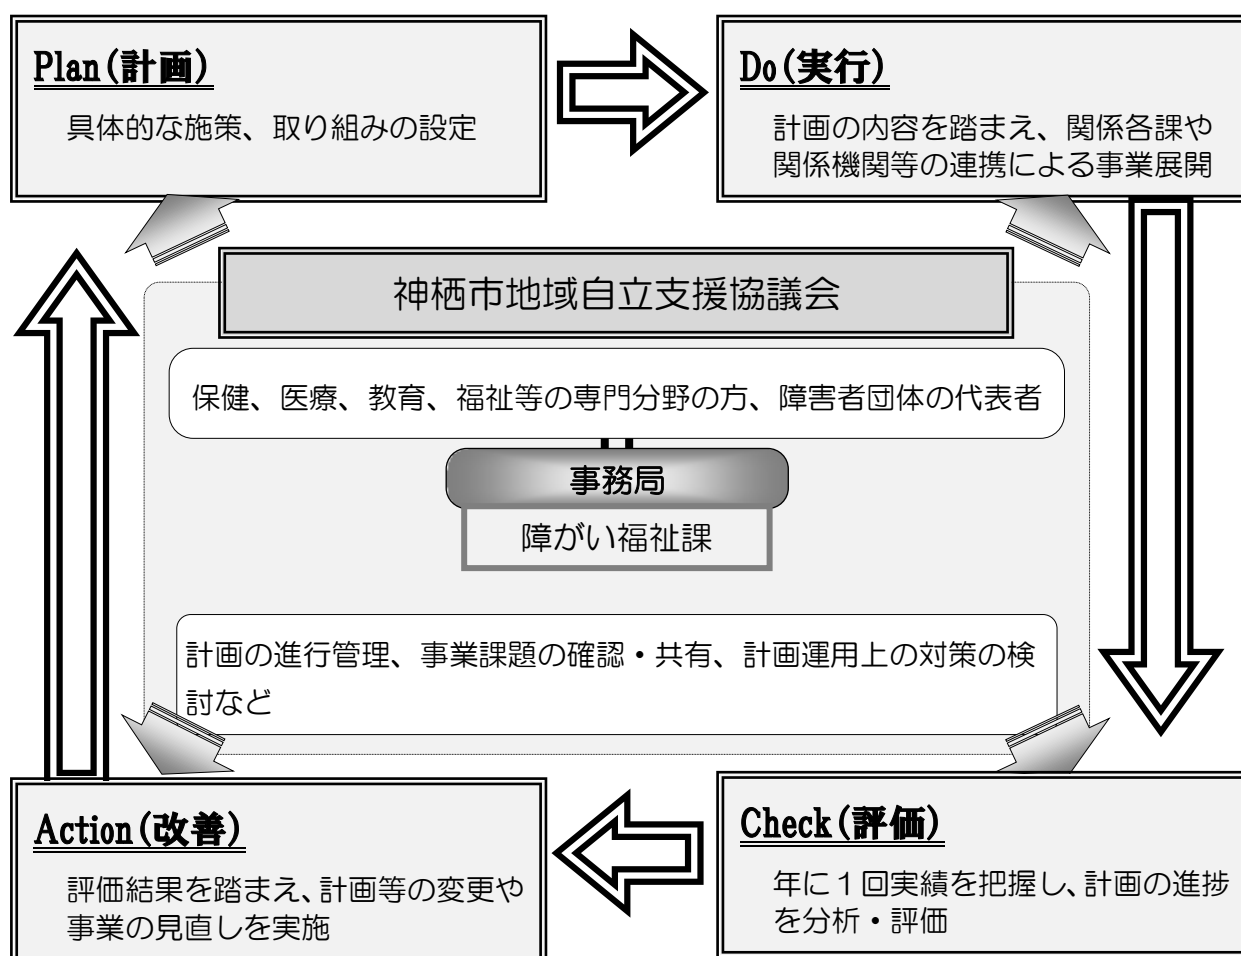 Plan(計画)
具体的な施策、取り組みの設定
Do(実行)
計画の内容を踏まえ、関係各課や
関係機関等の連携による事業展開
神栖市地域自立支援協議会
保健、医療、教育、福祉等の専門分野の方、障害者団体の代表者
事務局
障がい福祉課
計画の進行管理、事業課題の確認・共有、計画運用上の対策の検
討など
Action(改善)
評価結果を踏まえ、計画等の変更や
事業の見直しを実施
Check(評価)
年に１回実績を把握し、計画の進捗
を分析・評価